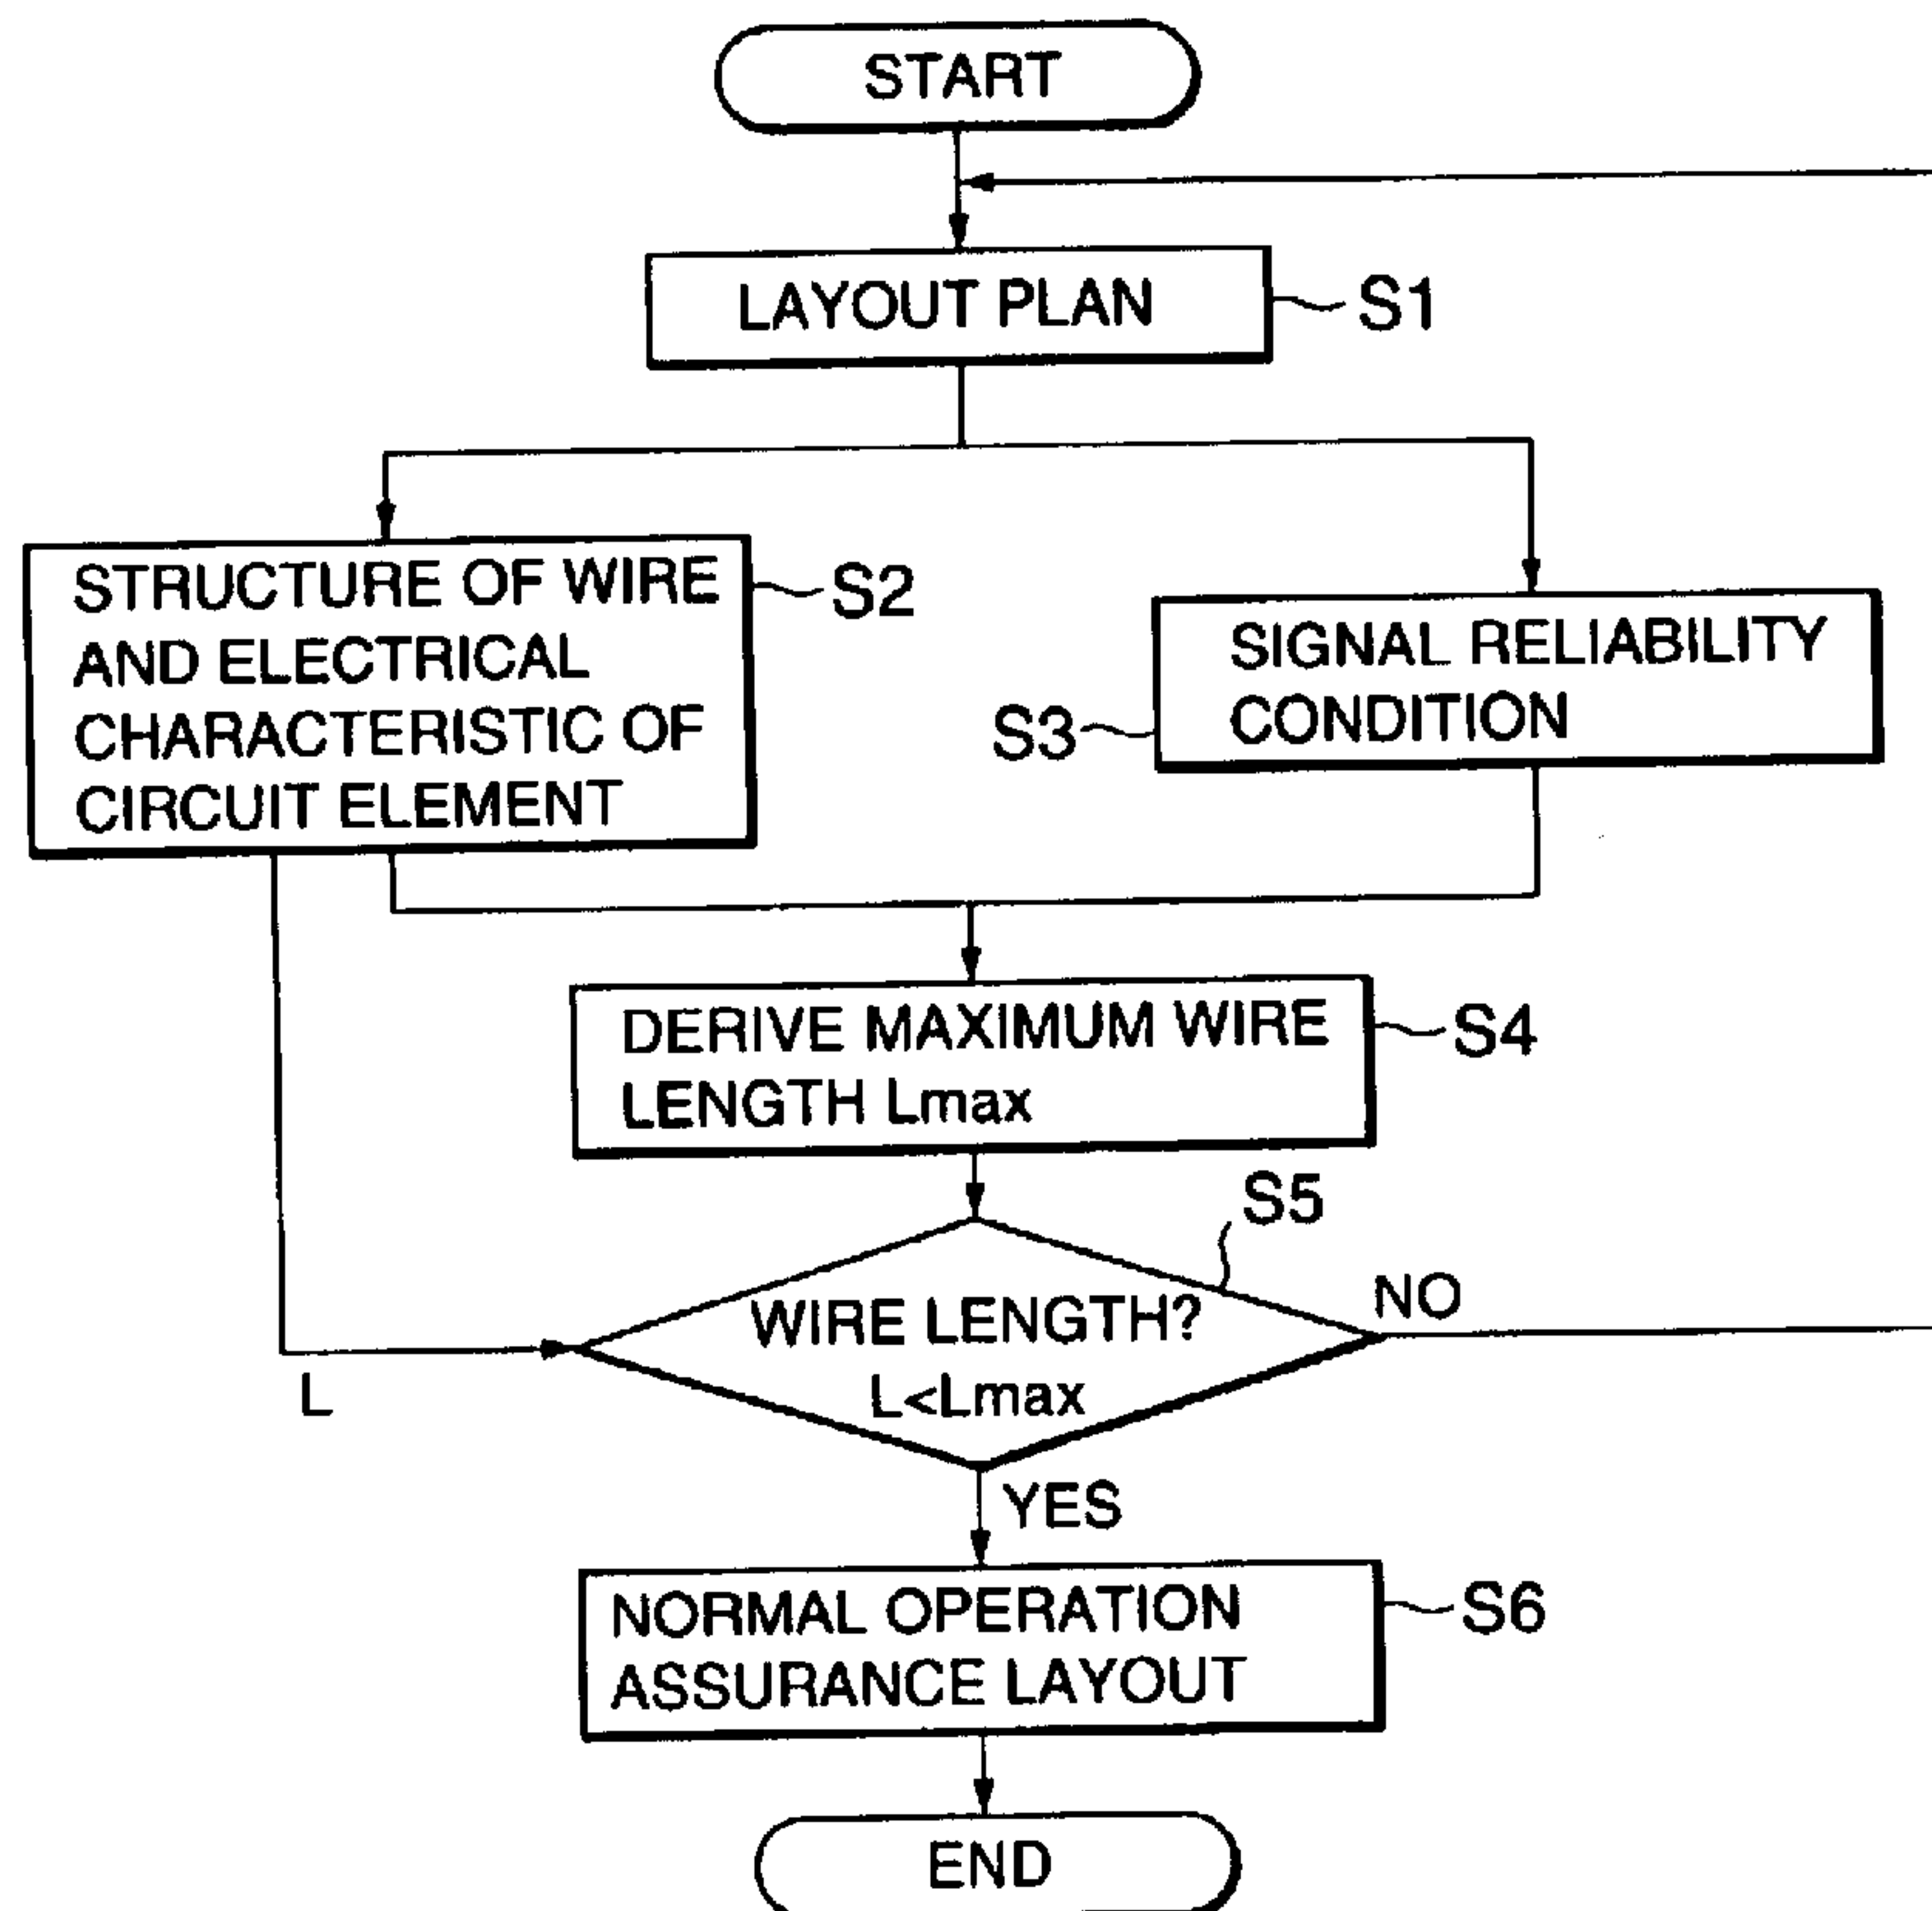 START
LAYOUT PLAN
S1
STRUCTURE OF WIRE
AND ELECTRICAL
CHARACTERISTIC OF
CIRCUIT ELEMENT
S2
SIGNAL RELIABILITY
CONDITION
S3
DERIVE MAXIMUM WIRE
LENGTH Lmax
S4
S5
WIRE LENGTH?
L<Lmax
NO
L
YES
NORMAL OPERATION
ASSURANCE LAYOUT
S6
END